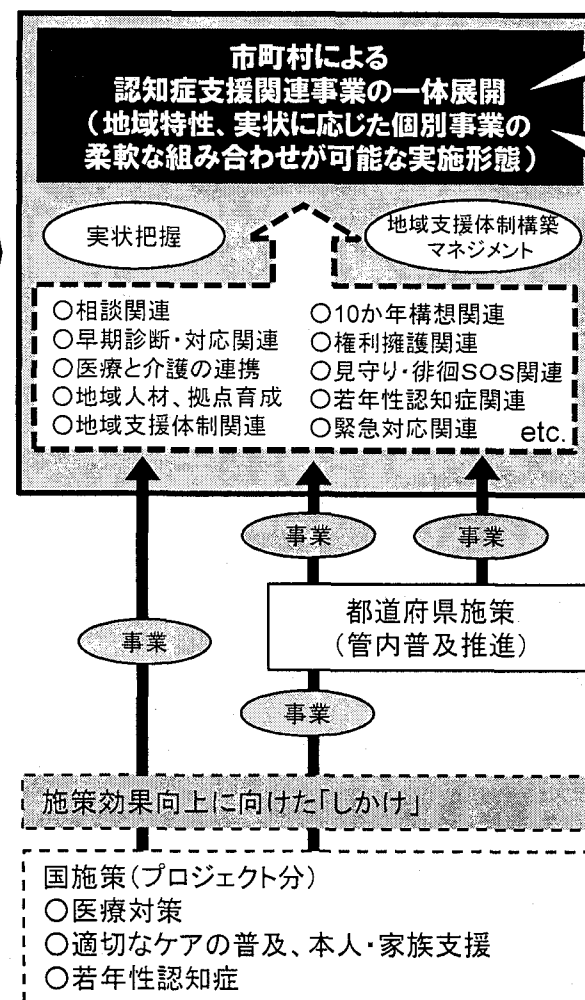 市町村による
認知症支援関連事業の一体展開
（地域特性、実状に応じた個別事業の
柔軟な組み合わせが可能な実施形態）
実状把握
地域支援体制構築
マネジメント
○相談関連
○早期診断・対応関連
○医療と介護の連携
○地域人材、拠点育成
○地域支援体制関連
○10か年構想関連
○権利擁護関連
○見守り・徘徊SOS関連
○若年性認知症関連
○緊急対応関連
etc.
事業
事業
都道府県施策
（管内普及推進）
事業
事業
施策効果向上に向けた「しかけ」
国施策（プロジェクト分）
○医療対策
○適切なケアの普及、本人・家族支援
○若年性認知症